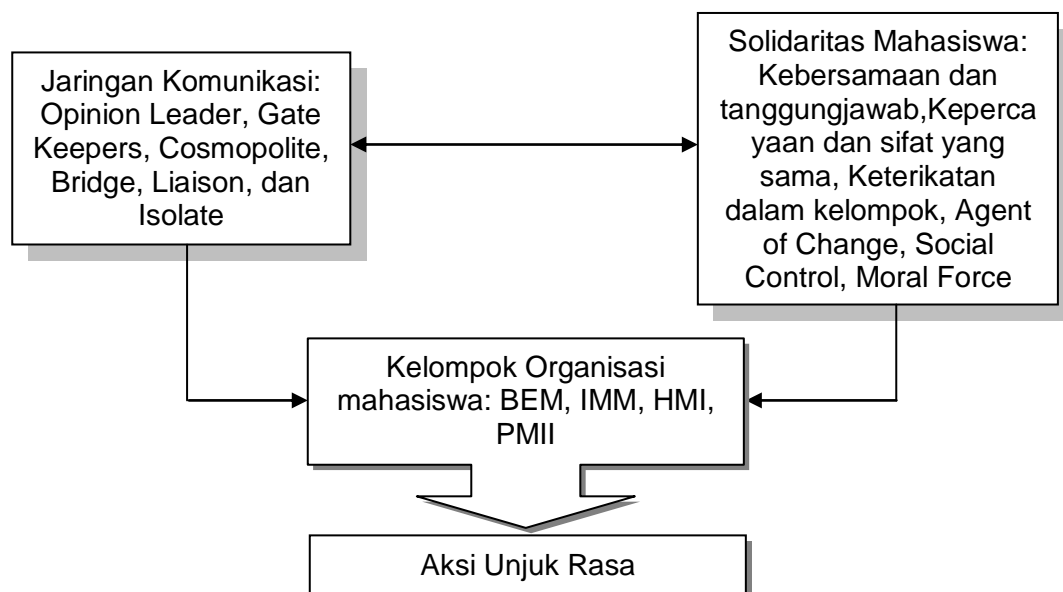 Jaringan Komunikasi:
Opinion Leader, Gate
Keepers, Cosmopolite,
Bridge, Liaison, dan
Isolate
Solidaritas Mahasiswa:
Kebersamaan dan
tanggungjawab,Keperca
yaan dan sifat yang
sama, Keterikatan
dalam kelompok, Agent
of Change, Social
Control, Moral Force
Kelompok Organisasi
mahasiswa: BEM, IMM, HMI,
PMII
Aksi Unjuk Rasa